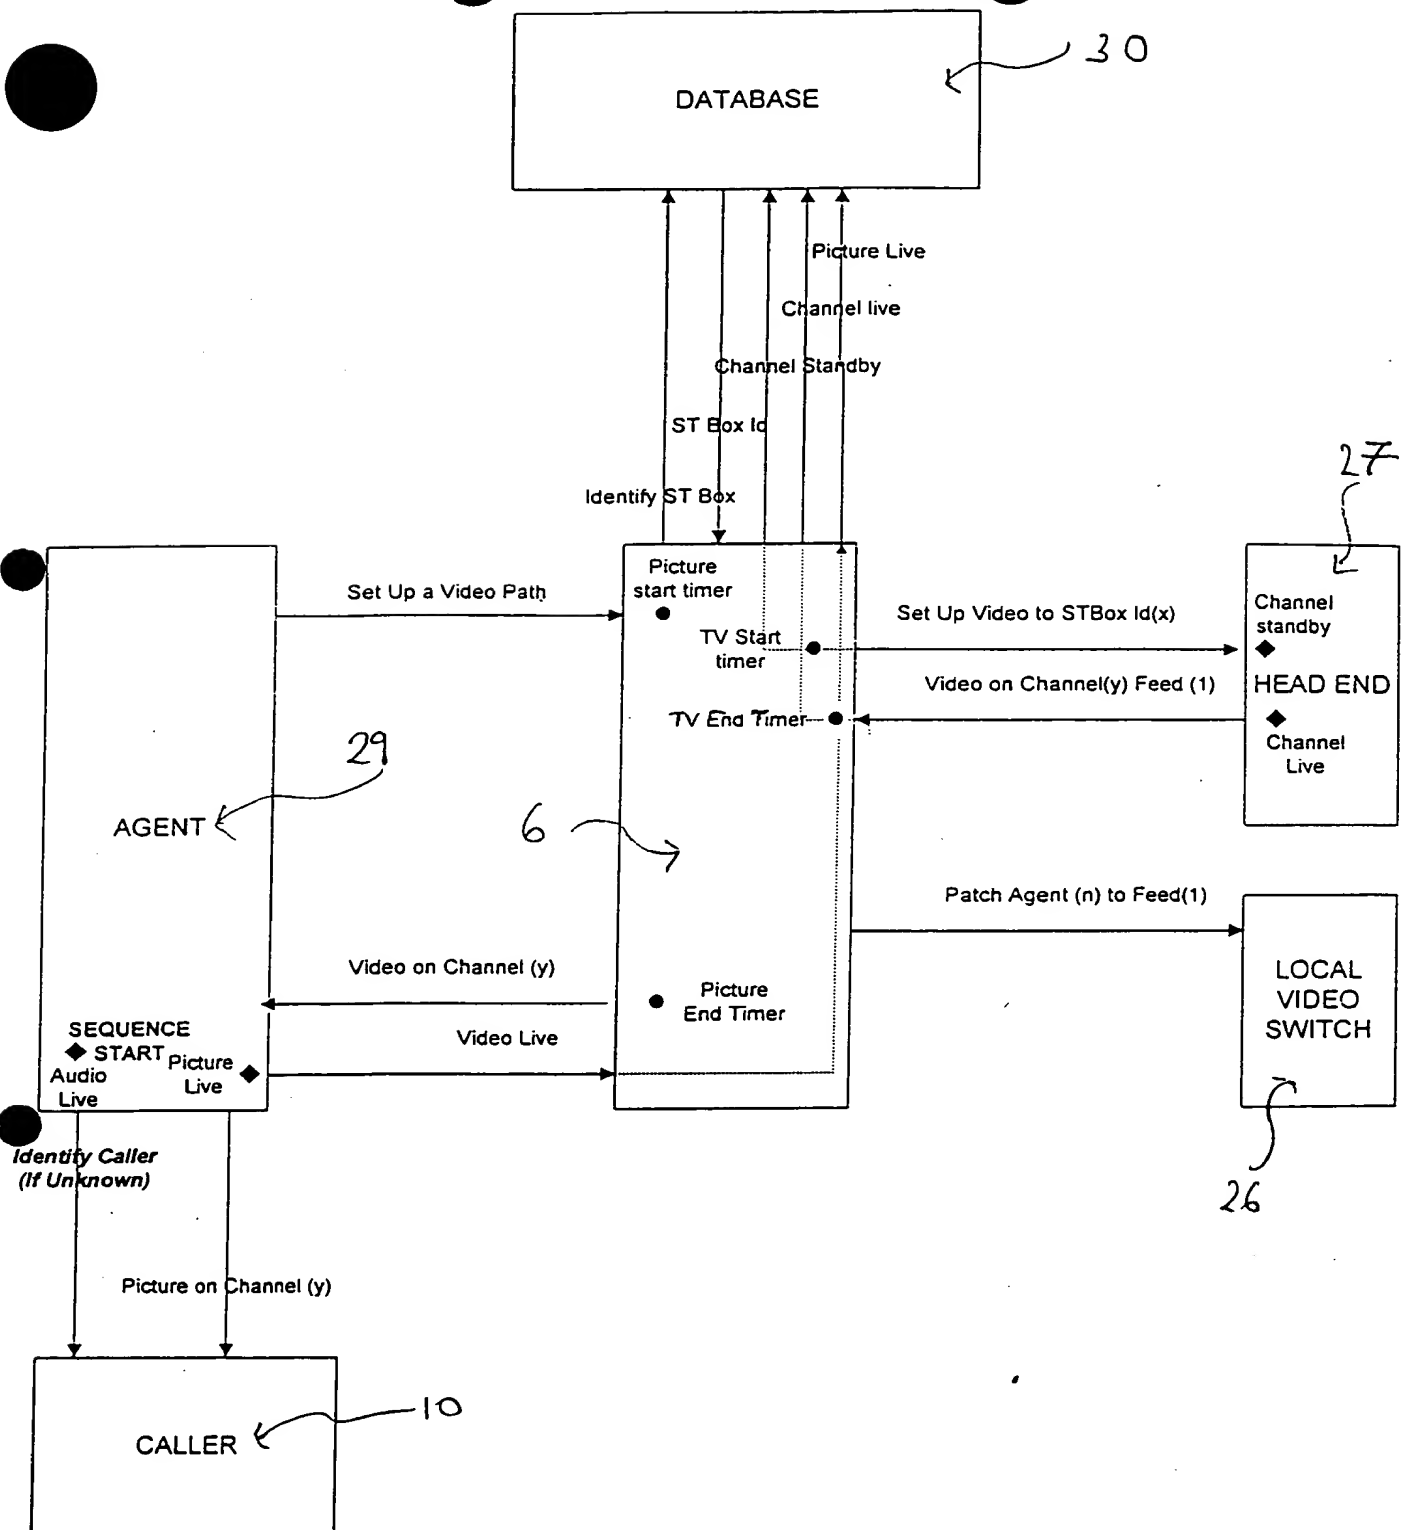 30
DATABASE
Picture Live
Channel live
Channel Standby
ST Box Id
Identify ST Box
27
Picture
start timer
Set Up a Video Path
Channel
standby
Set Up Video to STBox Id(x)
TV Start
timer
HEAD END
Video on Channel(y) Feed (1)
TV End Timer
Channel
Live
29
AGENT
6
Patch Agent (n) to Feed(1)
LOCAL
VIDEO
SWITCH
Video on Channel (y)
Picture
End Timer
SEQUENCE
START
Video Live
Picture
Live
Audio
Live
Identify Caller
(If Unknown)
26
Picture on Channel (y)
10
CALLER